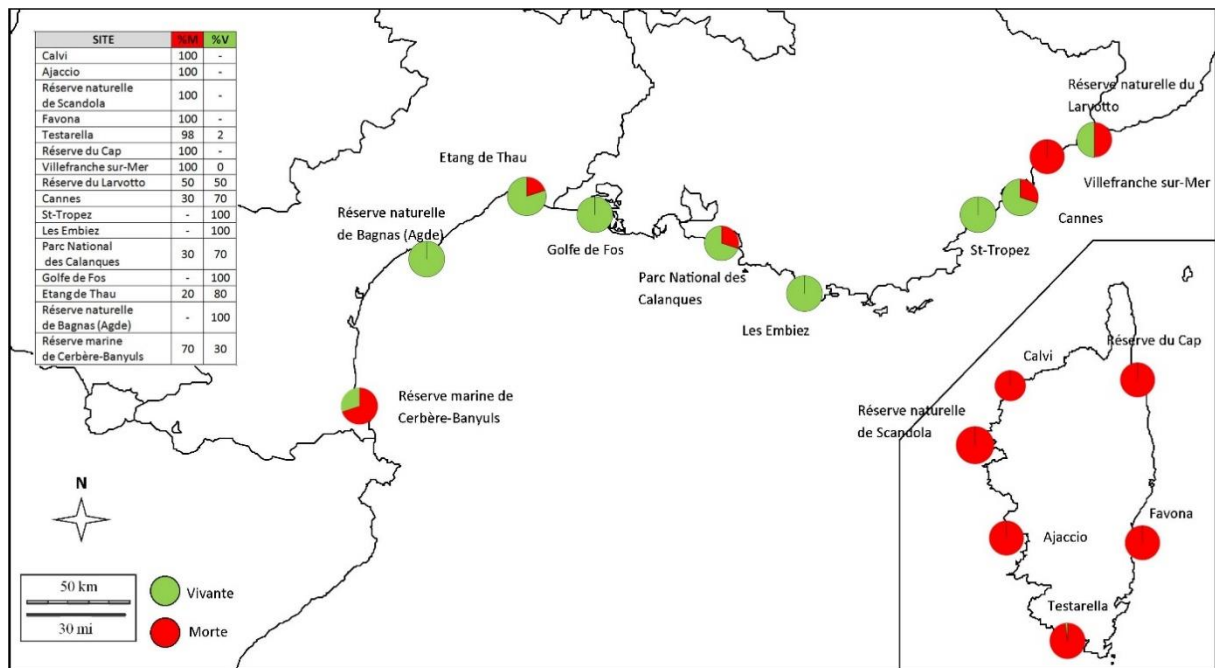 SITE %M %V
Calvi 100 -
Ajaccio 100 -
Réserve naturelle
de Scandola 100 -
Favona 100 -
Testarella 98 2
Réserve du Cap 100 -
Villefranche sur-Mer 100 0
Réserve du Larvotto 50 50
Cannes 30 70
St-Tropez - 100
Les Embiez - 100
Parc National
des Calanques 30 70
Golfe de Fos - 100
Etang de Thau 20 80
Réserve naturelle
de Bagnas (Agde) - 100
Réserve marine
de Cerbère-Banyuls 70 30
Réserve naturelle du
Larvotto
Villefranche sur-Mer
Cannes
St-Tropez
Etang de Thau
Réserve naturelle
de Bagnas (Agde)
Golfe de Fos
Parc National des
Calanques
Les Embiez
Réserve marine de
Cerbère-Banyuls
Réserve du Cap
Calvi
Réserve naturelle
de Scandola
Favona
Ajaccio
Testarella
N
50 km
30 mi
Vivante
Morte